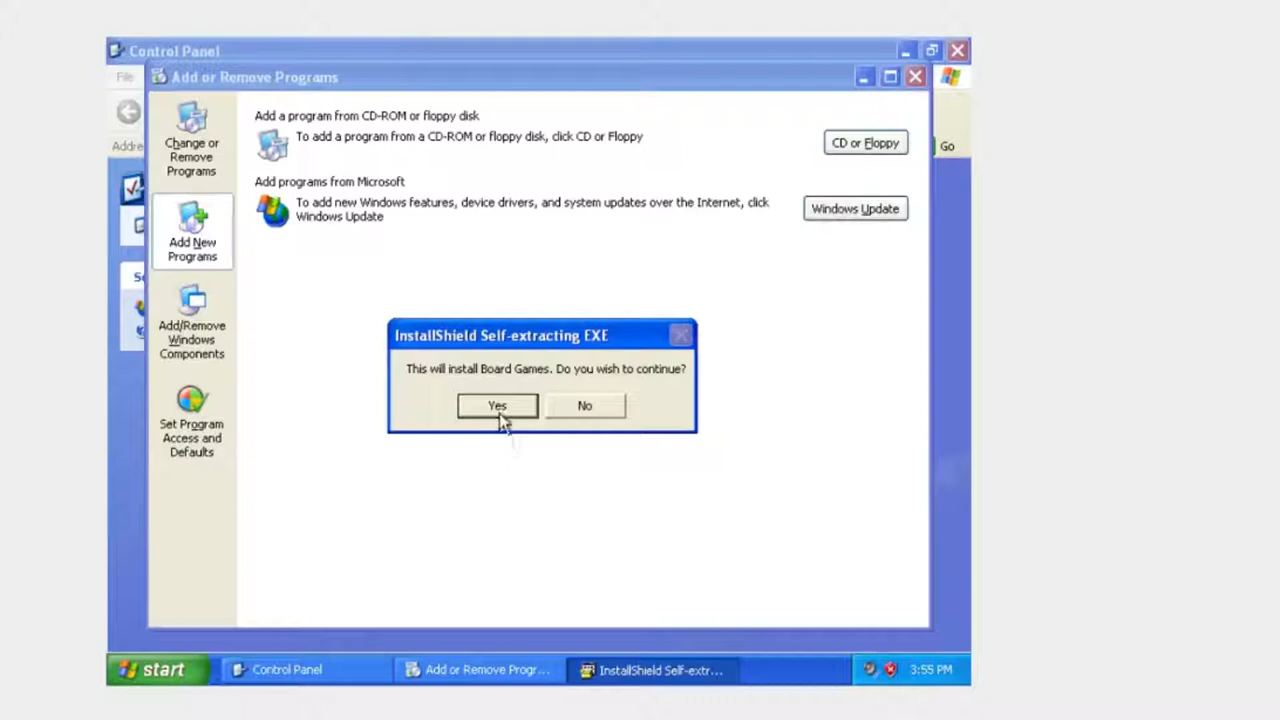 Control Panel
File
Add or Remove Programs
Addre
Go
Change or
Remove
Programs
Add New
Programs
Add/Remove
Windows
Components
Set Program
Access and
Defaults
Add a program from CD-ROM or floppy disk
To add a program from a CD-ROM or floppy disk, click CD or Floppy
CD or Floppy
Add programs from Microsoft
To add new Windows features, device drivers, and system updates over the Internet, click
Windows Update
Windows Update
InstallShield Self-extracting EXE
This will install Board Games. Do you wish to continue?
Yes
No
start
Control Panel
Add or Remove Progr...
InstallShield Self-extr...
3:55 PM